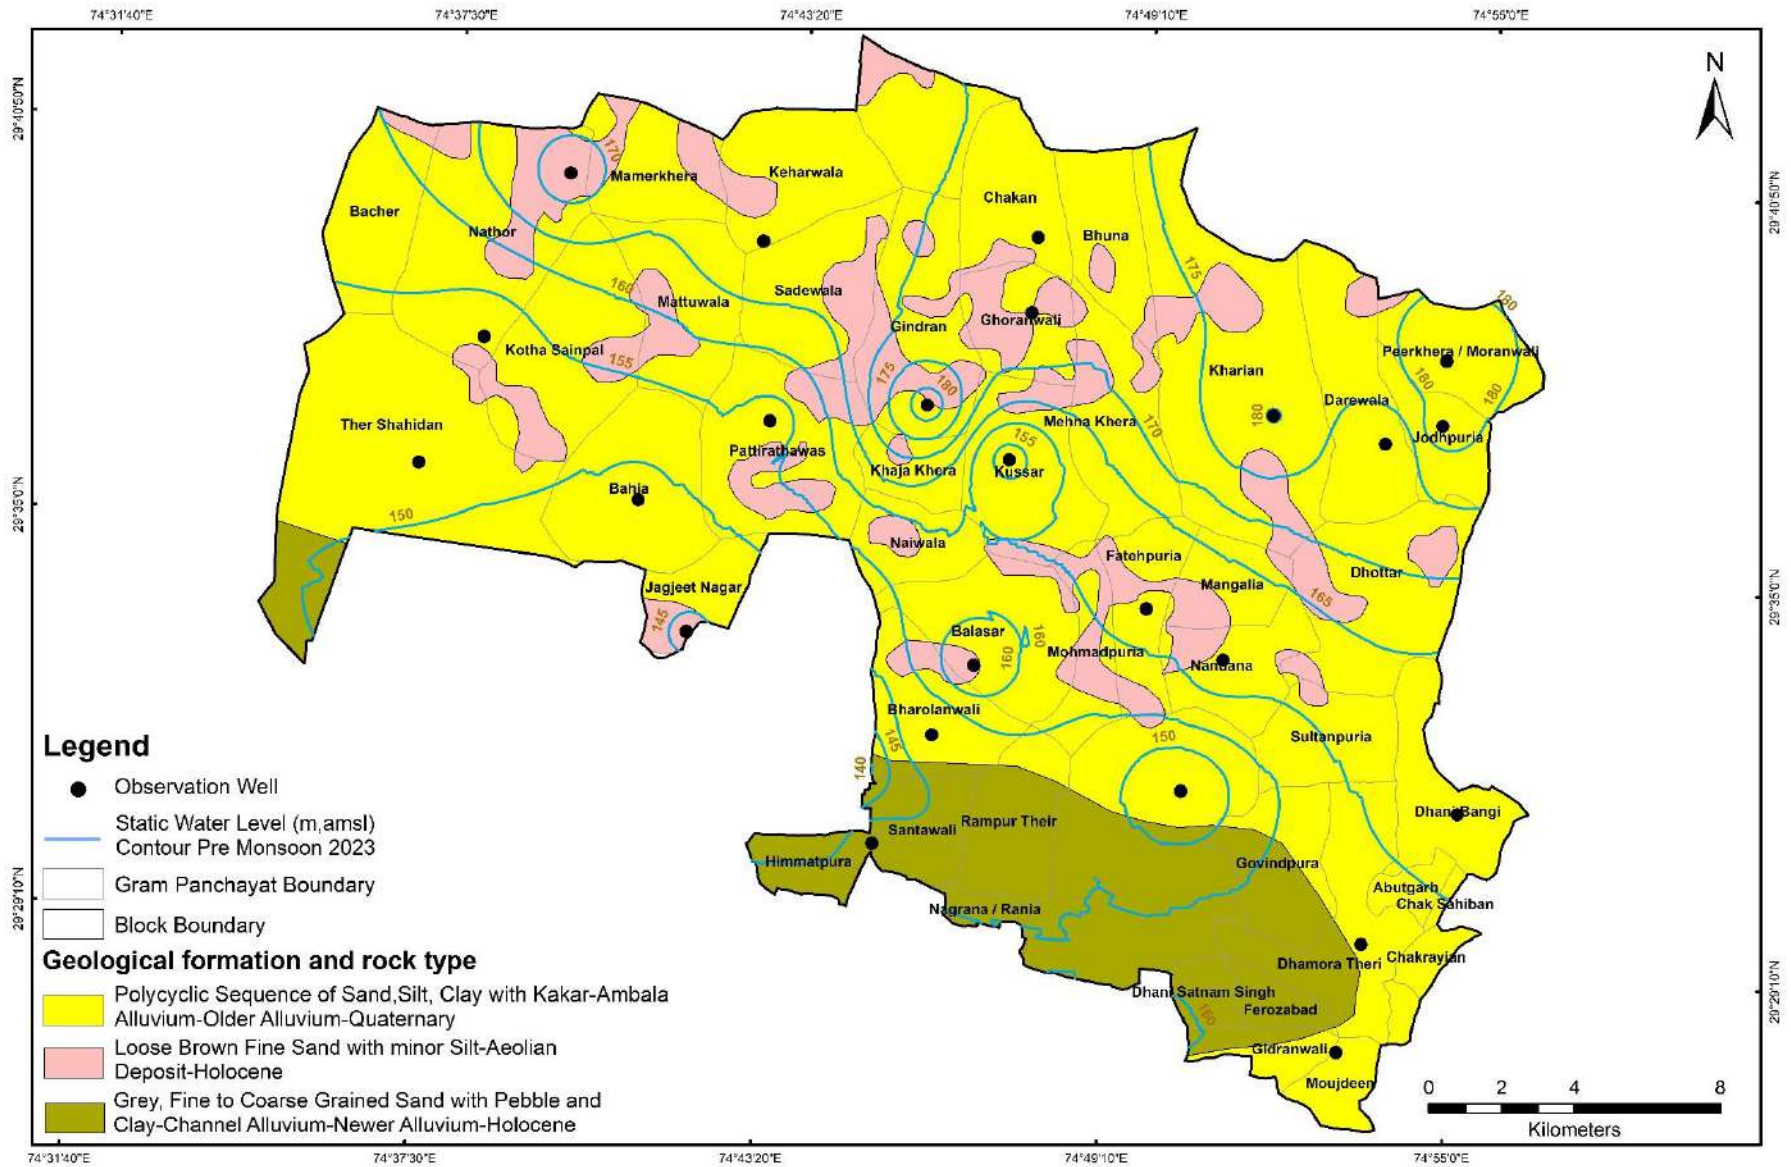 74°31'40"E
74°37'30"E
74°43'20"E
74°49'10"E
74°55'0"E
29°40'50"N
29°35'0"N
29°29'10"N
29°40'50"N
29°35'0"N
29°29'10"N
N
170
Mamerkhera
Keharwala
Bacher
Nathor
Chakan
Bhuna
175
160
Mattuwala
Sadewala
Gindran
Ghoranwali
180
Kotha Sainpal
155
175
180
Kharian
Peerkhera / Moranwali
180
180
Darewala
180
Ther Shahidan
Mehna Khera
170
Jodhpuria
Pattirathawas
155
Khaja Khera
Kussar
Bahia
150
Naiwala
Fatehpuria
Mangalia
Dhottar
165
Jagjeet Nagar
145
Balasar
160
160
Mohmadpuria
Nandana
Bharolanwali
145
150
Sultanpuria
140
Dhani Bangi
Santawali
Rampur Their
Himmatpura
Govindpura
Abutgarh
Chak Sahiban
Nagrana / Rania
Dhamora Theri
Chakrayian
Dhani Satnam Singh
160
Ferozabad
Gidranwali
Moujdeen
Legend
Observation Well
Static Water Level (m,amsl)
Contour Pre Monsoon 2023
Gram Panchayat Boundary
Block Boundary
Geological formation and rock type
Polycyclic Sequence of Sand,Silt, Clay with Kakar-Ambala
Alluvium-Older Alluvium-Quaternary
Loose Brown Fine Sand with minor Silt-Aeolian
Deposit-Holocene
Grey, Fine to Coarse Grained Sand with Pebble and
Clay-Channel Alluvium-Newer Alluvium-Holocene
0 2 4 8
Kilometers
74°31'40"E
74°37'30"E
74°43'20"E
74°49'10"E
74°55'0"E